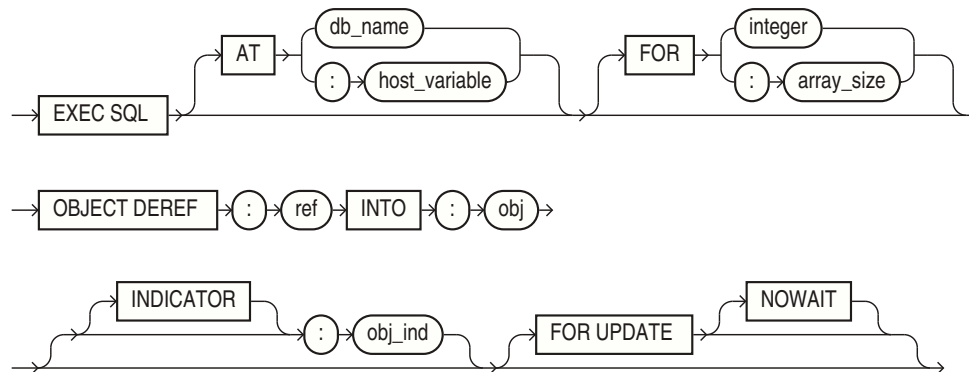 db_name integer
AT FOR
: host_variable : array_size
EXEC SQL
OBJECT DEREF : ref INTO : obj
INDICATOR NOWAIT
: obj_ind FOR UPDATE